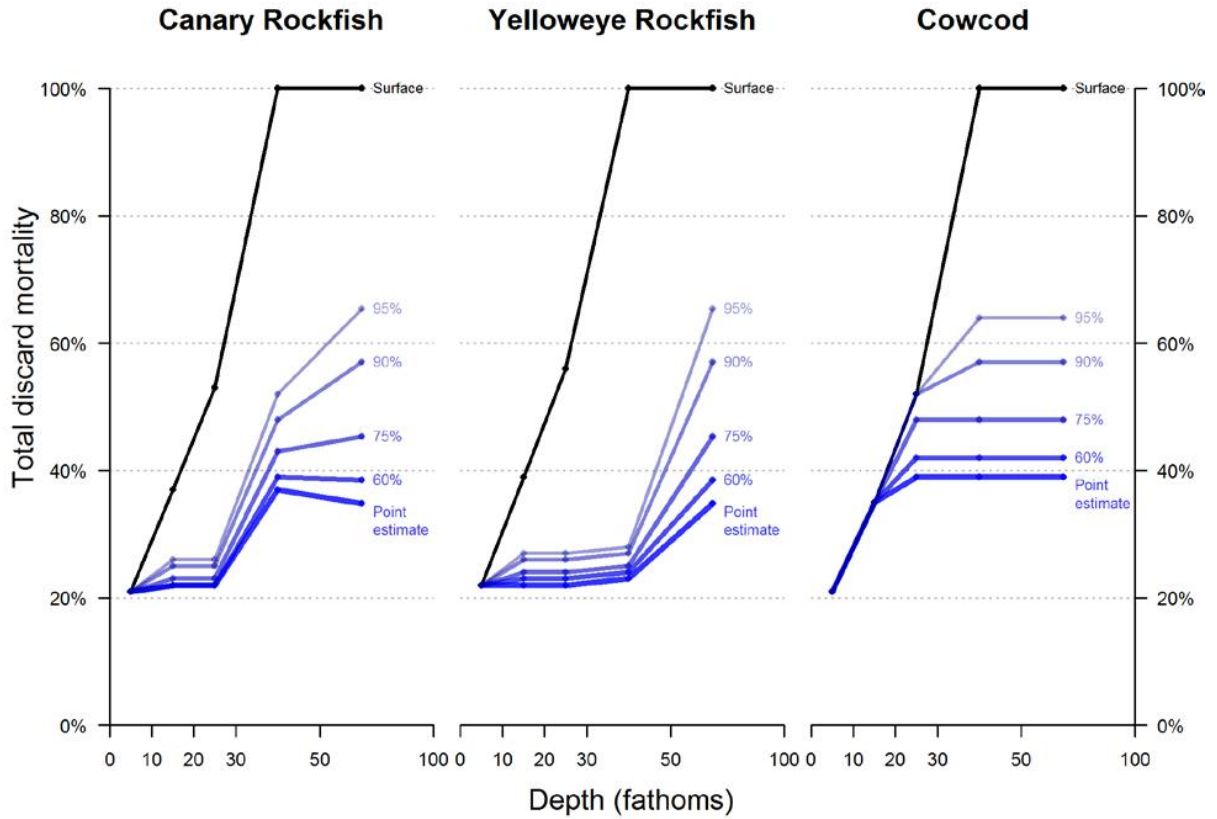 Canary Rockfish
Yelloweye Rockfish
Cowcod
Total discard mortality
100%
80%
60%
40%
20%
0%
Surface
95%
90%
75%
60%
Point
estimate
0 10 20 30 50 100
Surface
95%
90%
75%
60%
Point
estimate
0 10 20 30 50 100
Surface
95%
90%
75%
60%
Point
estimate
0 10 20 30 50 100
100%
80%
60%
40%
20%
0%
Depth (fathoms)